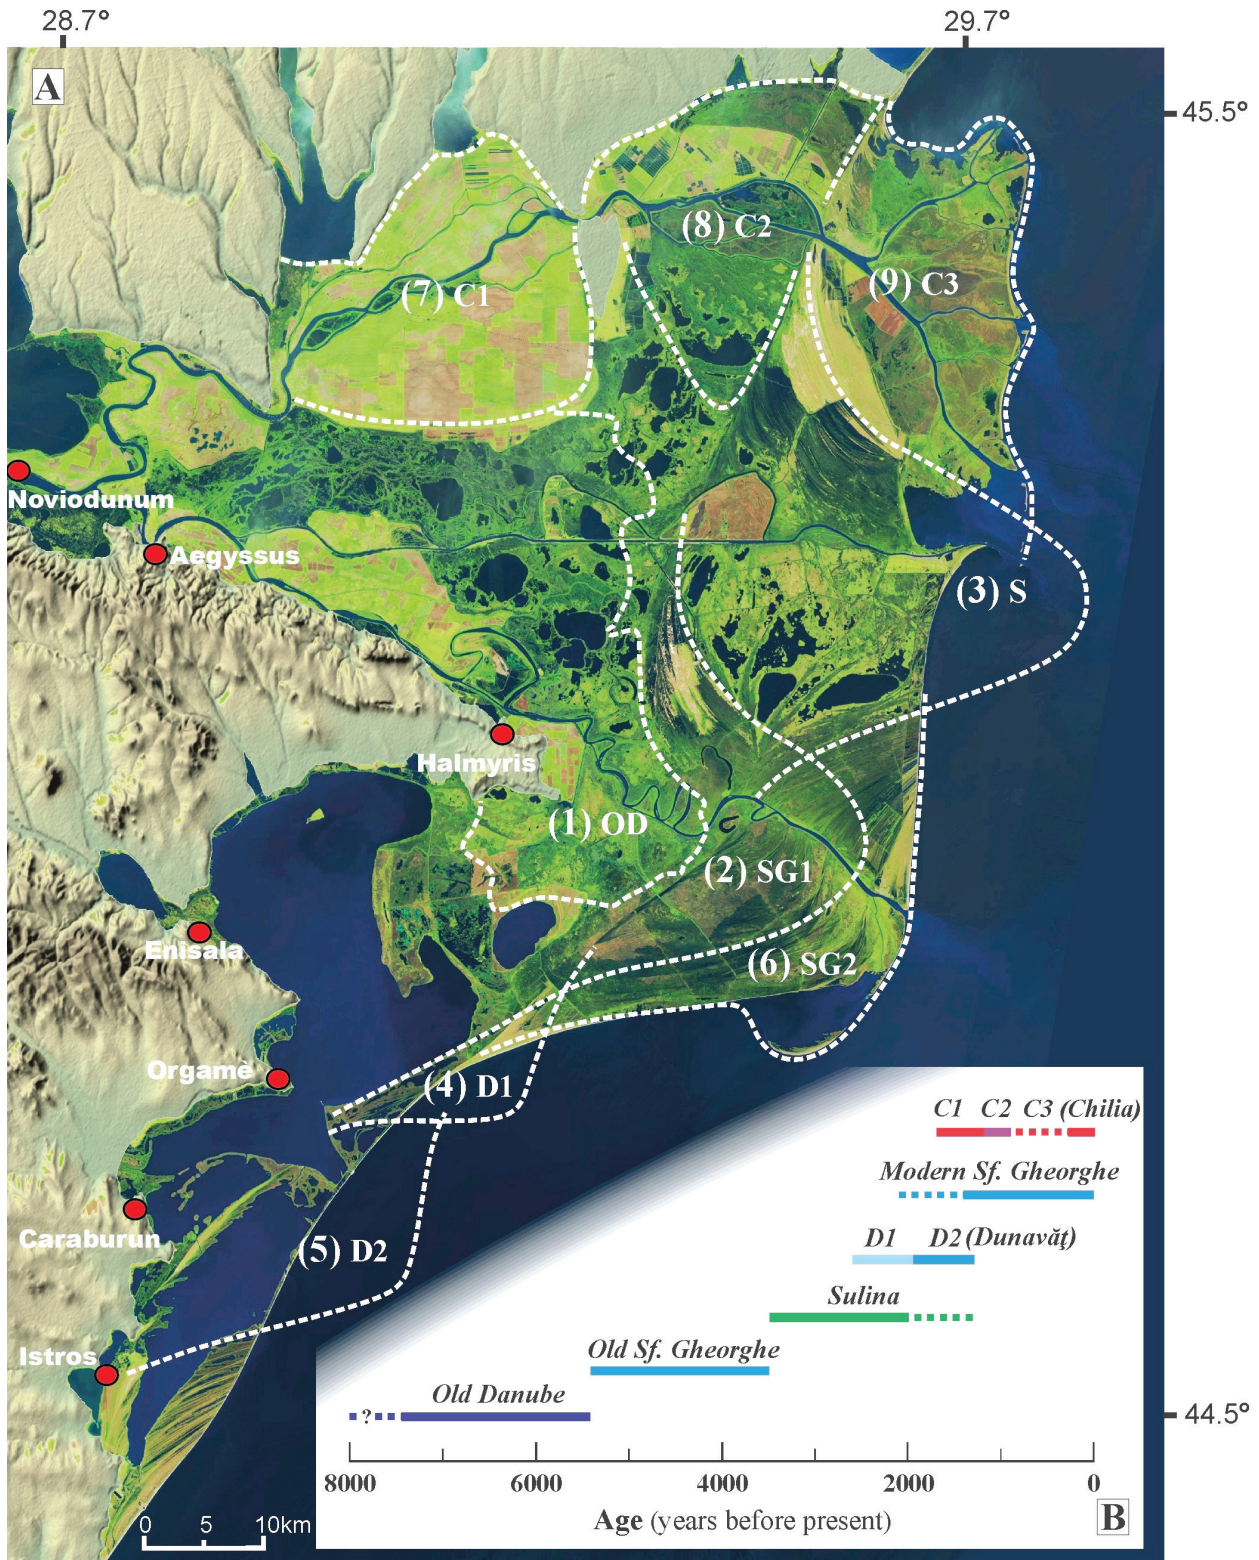 28.7°
29.7°
A
45.5°
(8) C2
(9) C3
(7) C1
Noviodunum
Aegyssus
(3) S
Halmyris
(1) OD
(2) SG1
Enisala
(6) SG2
Orgame
(4) D1
C1 C2 C3 (Chilia)
Modern Sf. Gheorghe
Caraburun
(5) D2
D1 D2 (Dunavăţ)
Sulina
Istros
Old Sf. Gheorghe
Old Danube
?
44.5°
8000 6000 4000 2000 0
0 5 10km
Age (years before present)
B